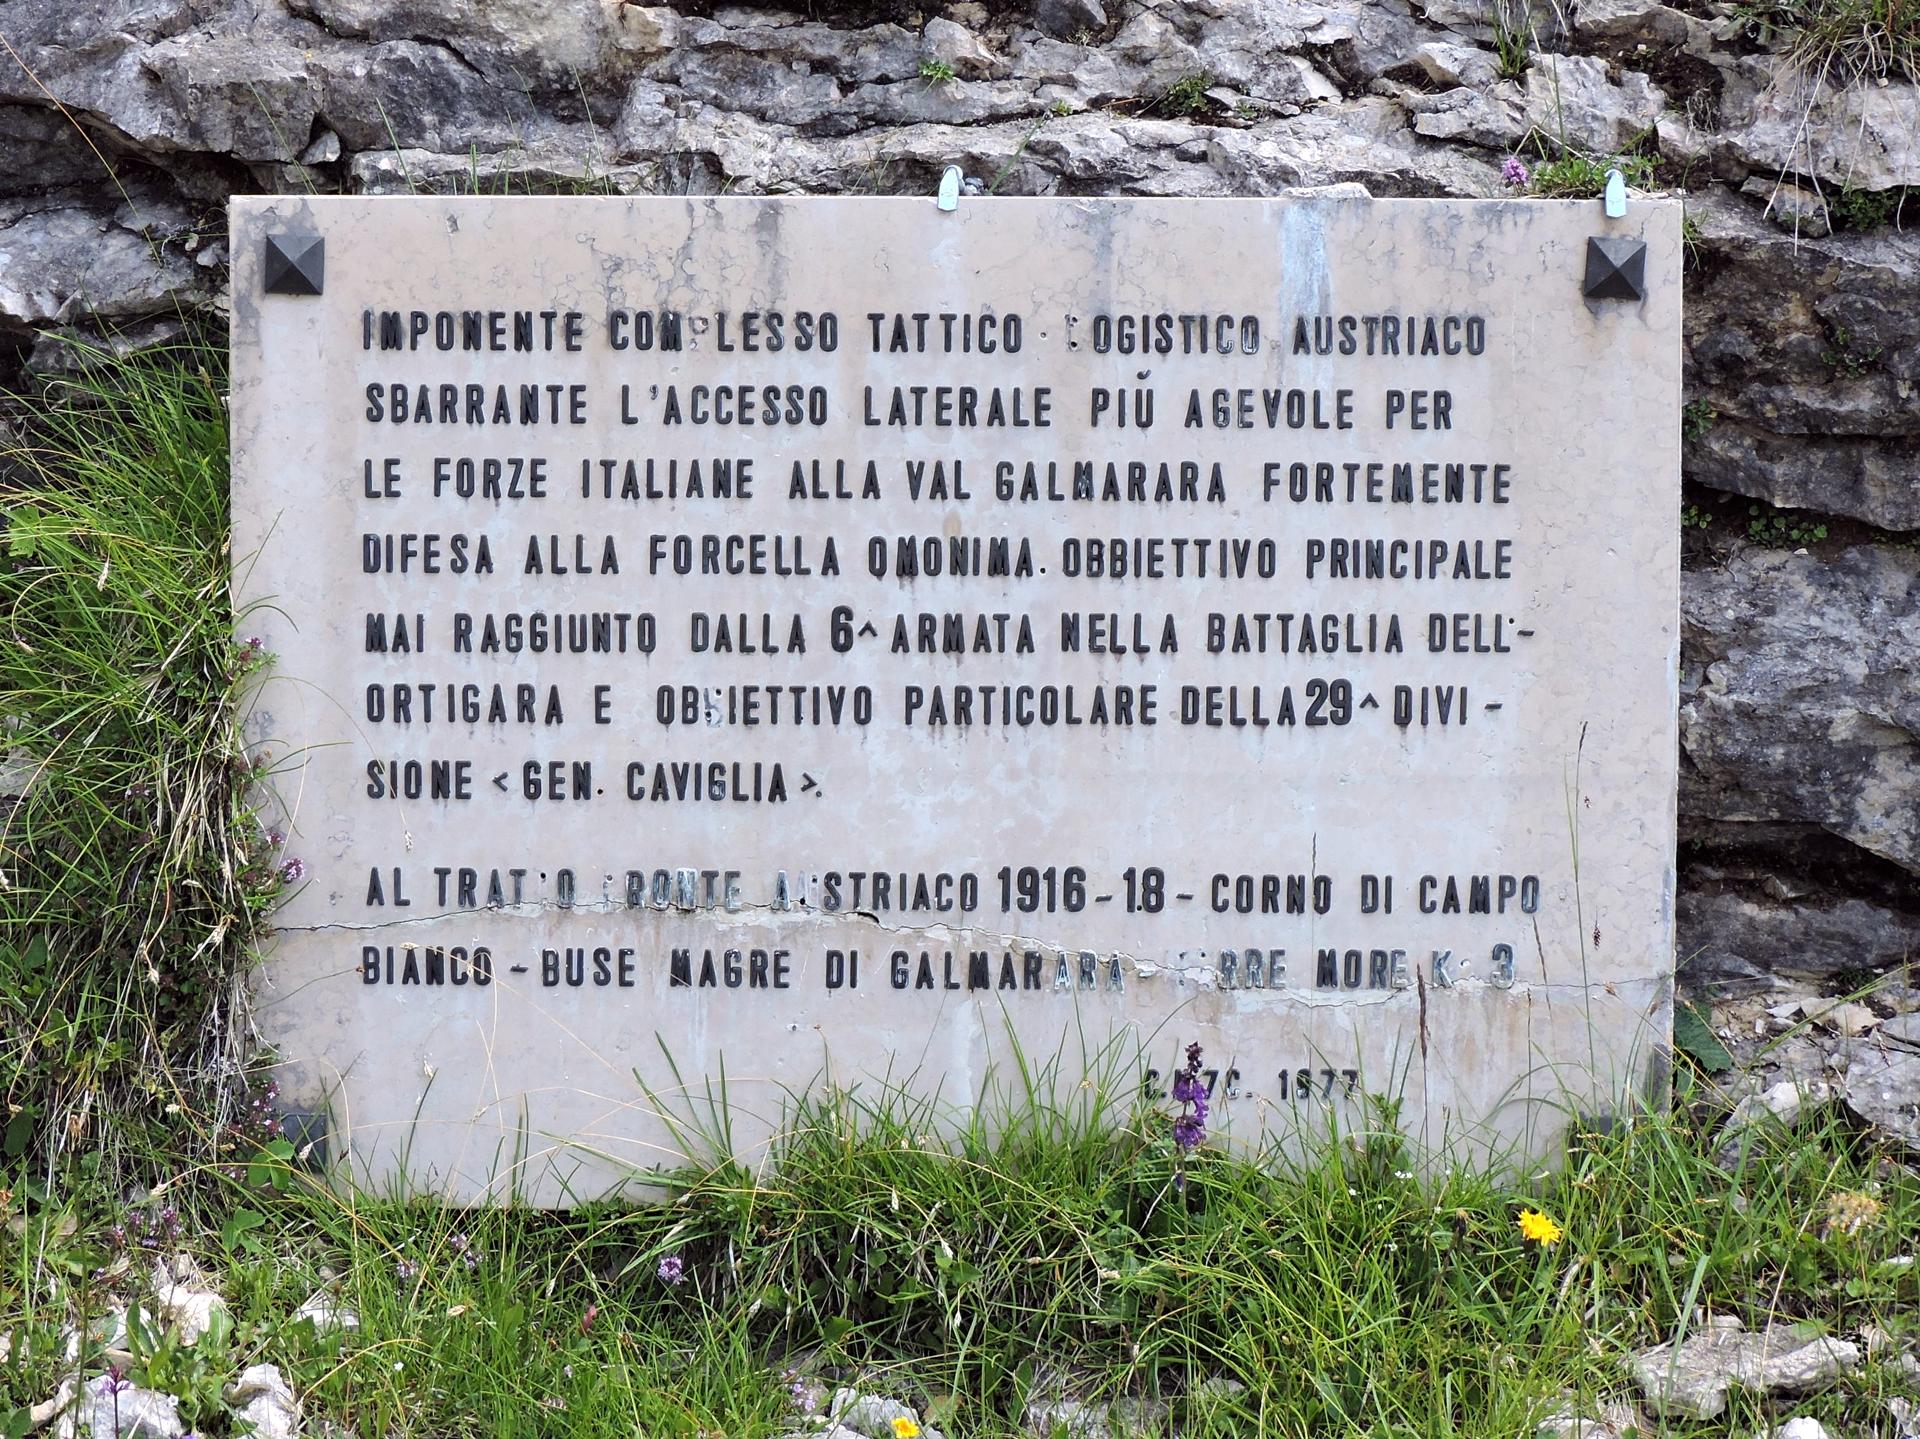 IMPONENTE COMPLESSO TATTICO · LOGISTICO AUSTRIACO
SBARRANTE L'ACCESSO LATERALE PIÙ AGEVOLE PER
LE FORZE ITALIANE ALLA VAL GALMARARA FORTEMENTE
DIFESA ALLA FORCELLA OMONIMA. OBBIETTIVO PRINCIPALE
MAI RAGGIUNTO DALLA 6^ ARMATA NELLA BATTAGLIA DELL'-
ORTIGARA E OBBIETTIVO PARTICOLARE DELLA 29^ DIVI -
SIONE < GEN. CAVIGLIA >.
AL TRATTO FRONTE AUSTRIACO 1916 - 18 - CORNO DI CAMPO
BIANCO - BUSE MAGRE DI GALMARARA - TERRE MORE K. 3
1977